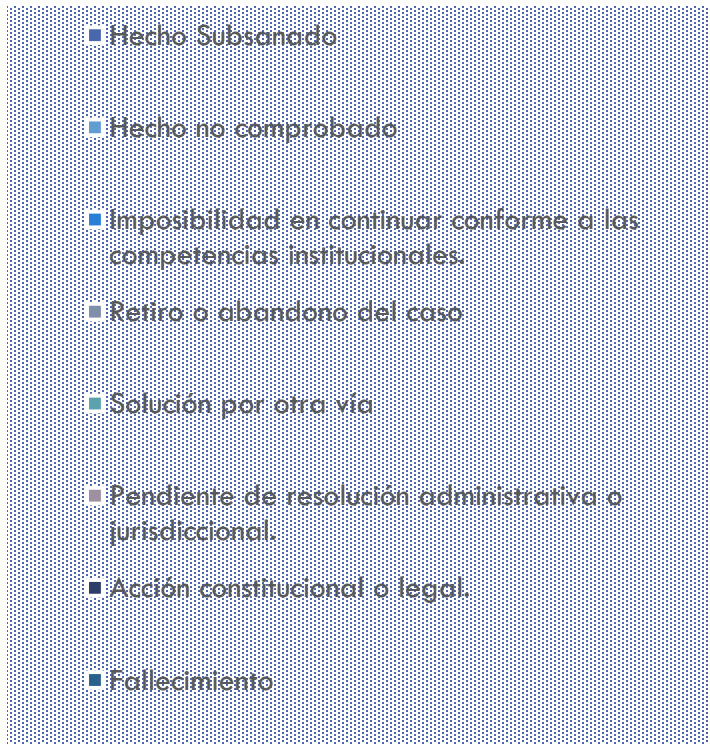 Hecho Subsanado
Hecho no comprobado
Imposibilidad en continuar conforme a las
competencias institucionales.
Retiro o abandono del caso
Solución por otra vía
Pendiente de resolución administrativa o
jurisdiccional.
Acción constitucional o legal.
Fallecimiento